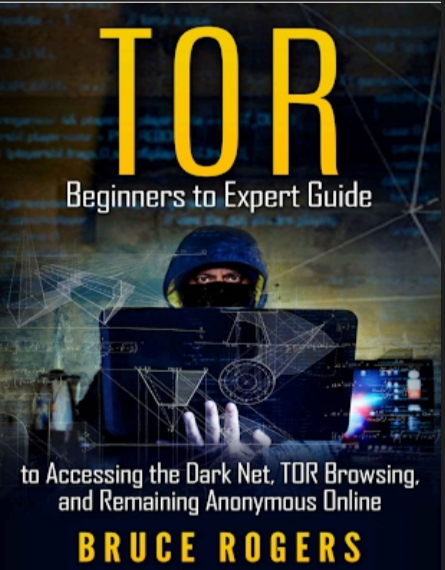 TOR
Beginners to Expert Guide
to Accessing the Dark Net, TOR Browsing,
and Remaining Anonymous Online
BRUCE ROGERS